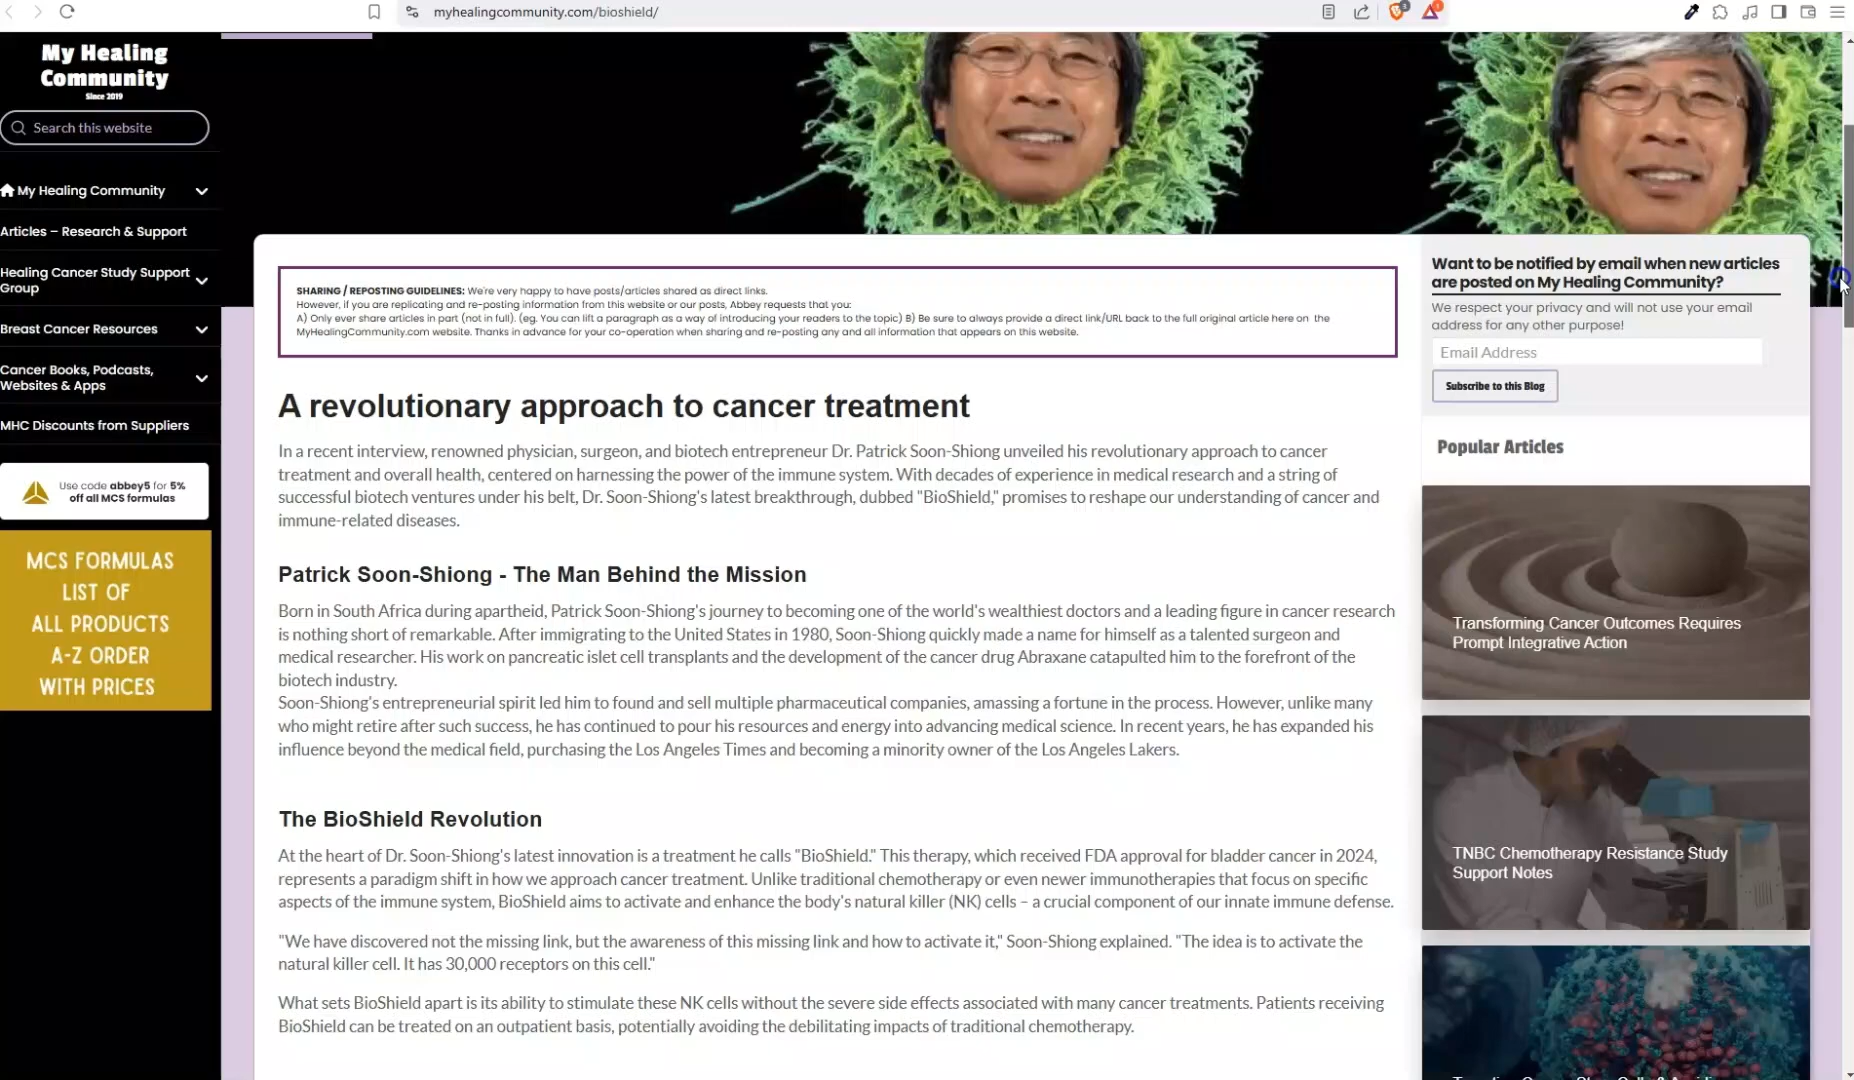 myhealingcommunity.com/bioshield/
3
1
My Healing
Community
Since 2019
Search this website
My Healing Community
Articles – Research & Support
Healing Cancer Study Support
Group
Breast Cancer Resources
Cancer Books, Podcasts,
Websites & Apps
MHC Discounts from Suppliers
Use code abbey5 for 5%
off all MCS formulas
MCS FORMULAS
LIST OF
ALL PRODUCTS
A-Z ORDER
WITH PRICES
SHARING / REPOSTING GUIDELINES: We're very happy to have posts/articles shared as direct links.
However, if you are replicating and re-posting information from this website or our posts, Abbey requests that you:
A) Only ever share articles in part (not in full). (eg. You can lift a paragraph as a way of introducing your readers to the topic) B) Be sure to always provide a direct link/URL back to the full original article here on the
MyHealingCommunity.com website. Thanks in advance for your co-operation when sharing and re-posting any and all information that appears on this website.
A revolutionary approach to cancer treatment
In a recent interview, renowned physician, surgeon, and biotech entrepreneur Dr. Patrick Soon-Shiong unveiled his revolutionary approach to cancer
treatment and overall health, centered on harnessing the power of the immune system. With decades of experience in medical research and a string of
successful biotech ventures under his belt, Dr. Soon-Shiong's latest breakthrough, dubbed "BioShield," promises to reshape our understanding of cancer and
immune-related diseases.
Patrick Soon-Shiong - The Man Behind the Mission
Born in South Africa during apartheid, Patrick Soon-Shiong's journey to becoming one of the world's wealthiest doctors and a leading figure in cancer research
is nothing short of remarkable. After immigrating to the United States in 1980, Soon-Shiong quickly made a name for himself as a talented surgeon and
medical researcher. His work on pancreatic islet cell transplants and the development of the cancer drug Abraxane catapulted him to the forefront of the
biotech industry.
Soon-Shiong's entrepreneurial spirit led him to found and sell multiple pharmaceutical companies, amassing a fortune in the process. However, unlike many
who might retire after such success, he has continued to pour his resources and energy into advancing medical science. In recent years, he has expanded his
influence beyond the medical field, purchasing the Los Angeles Times and becoming a minority owner of the Los Angeles Lakers.
The BioShield Revolution
At the heart of Dr. Soon-Shiong's latest innovation is a treatment he calls "BioShield." This therapy, which received FDA approval for bladder cancer in 2024,
represents a paradigm shift in how we approach cancer treatment. Unlike traditional chemotherapy or even newer immunotherapies that focus on specific
aspects of the immune system, BioShield aims to activate and enhance the body's natural killer (NK) cells – a crucial component of our innate immune defense.
"We have discovered not the missing link, but the awareness of this missing link and how to activate it," Soon-Shiong explained. "The idea is to activate the
natural killer cell. It has 30,000 receptors on this cell."
What sets BioShield apart is its ability to stimulate these NK cells without the severe side effects associated with many cancer treatments. Patients receiving
BioShield can be treated on an outpatient basis, potentially avoiding the debilitating impacts of traditional chemotherapy.
Want to be notified by email when new articles
are posted on My Healing Community?
We respect your privacy and will not use your email
address for any other purpose!
Email Address
Subscribe to this Blog
Popular Articles
Transforming Cancer Outcomes Requires
Prompt Integrative Action
TNBC Chemotherapy Resistance Study
Support Notes